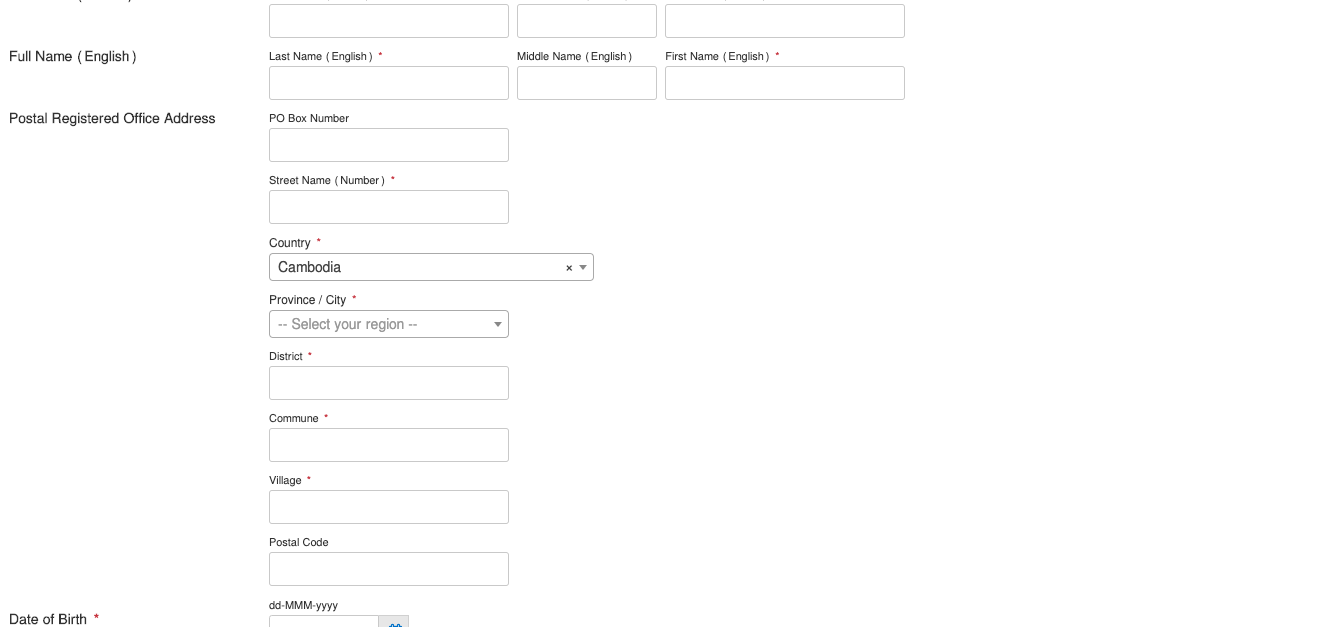 Full Name ( English )
Last Name ( English ) *
Middle Name ( English )
First Name ( English ) *
Postal Registered Office Address
PO Box Number
Street Name ( Number ) *
Country *
Cambodia × 
Province / City *
-- Select your region --
District *
Commune *
Village *
Postal Code
dd-MMM-yyyy
Date of Birth *